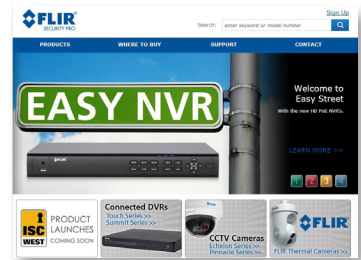 Sign Up
FLIR
SECURITY PRO
Search: enter keyword or model number
PRODUCTS WHERE TO BUY SUPPORT CONTACT
EASY NVR
Welcome to
Easy Street
With the new HD PoE NVRs.
LEARN MORE >>
1 2 3 4
ISC
WEST
PRODUCT
LAUNCHES
COMING SOON
Connected DVRs
Touch Series >>
Summit Series >>
CCTV Cameras
Echelon Series >>
Pinnacle Series >>
FLIR
FLIR Thermal Cameras >>